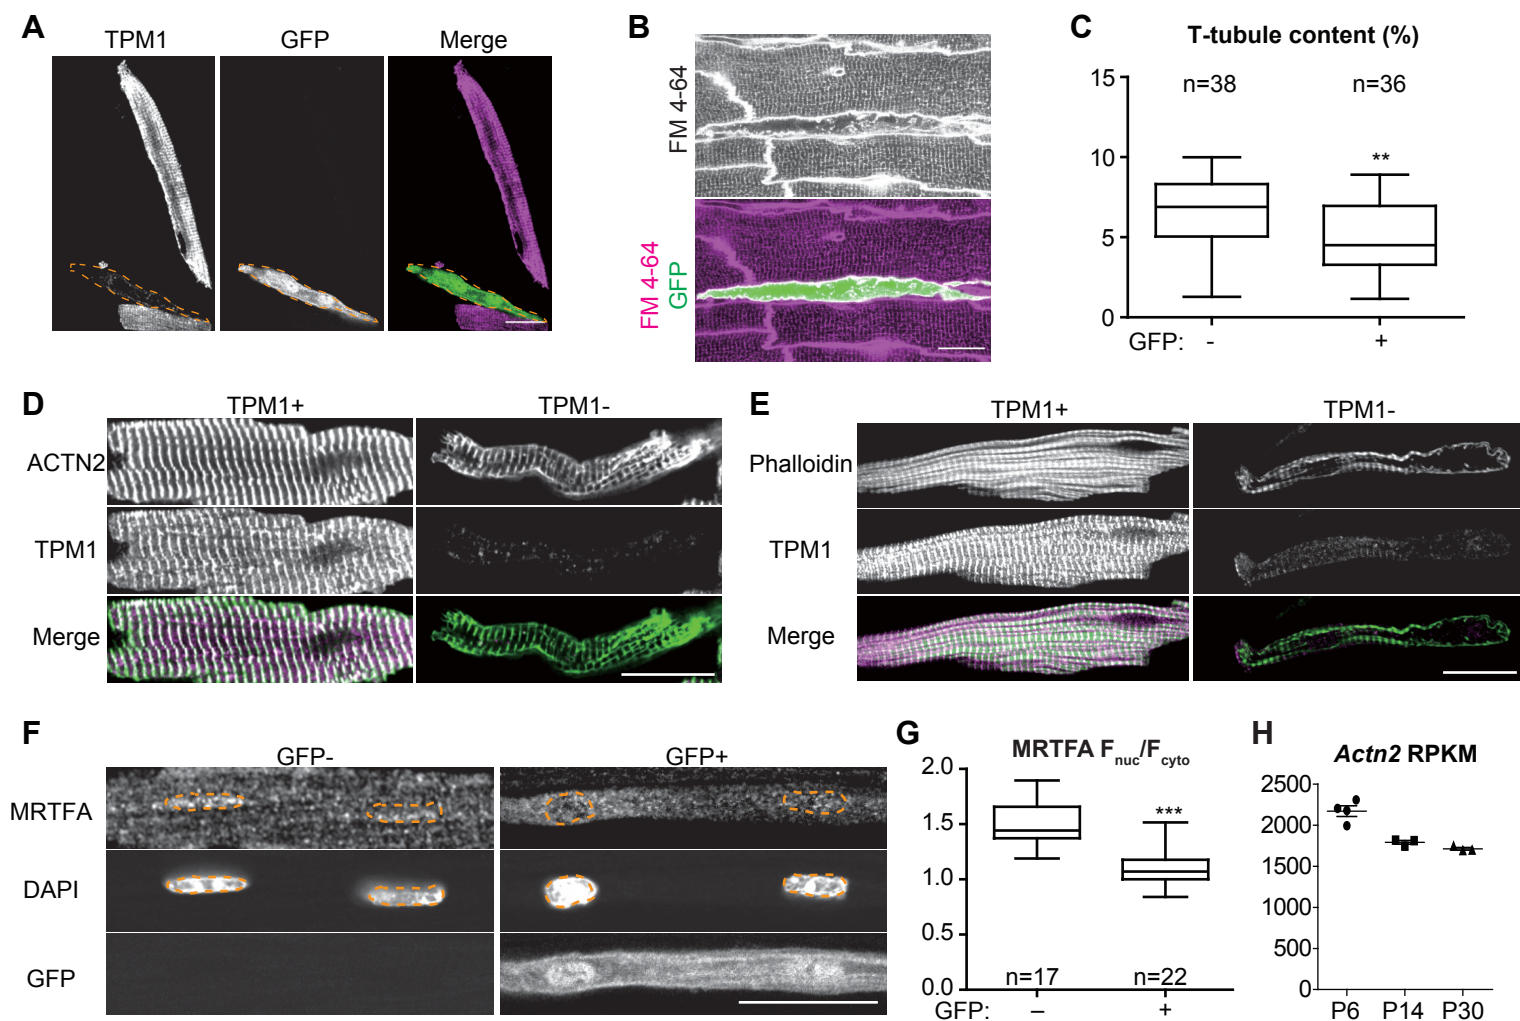 A
TPM1 GFP Merge
B
FM 4-64
FM 4-64
GFP
C
T-tubule content (%)
15
10
5
0
n=38 n=36
**
GFP: - +
D
TPM1+ TPM1-
ACTN2
TPM1
Merge
E
TPM1+ TPM1-
Phalloidin
TPM1
Merge
F
GFP- GFP+
MRTFA
DAPI
GFP
G
MRTFA Fnuc/Fcyto
2.0
1.5
1.0
0.5
0.0
***
n=17 n=22
GFP: – +
H
Actn2 RPKM
2500
2000
1500
1000
500
0
P6 P14 P30